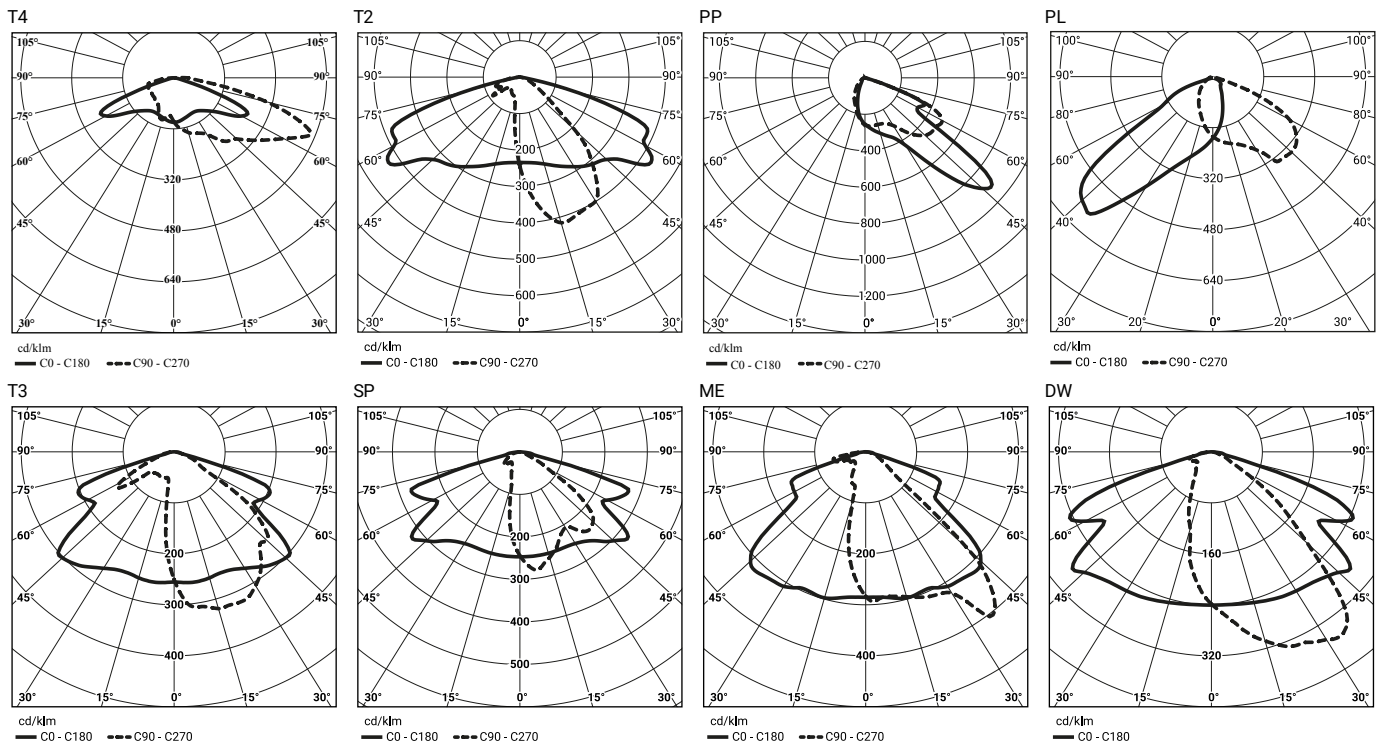 T4
105° 105°
90° 90°
75° 75°
60° 60°
320
45° 45°
480
640
30° 15° 0° 15° 30°
cd/klm
C0 - C180 C90 - C270
T2
105° 105°
90° 90°
75° 75°
200
60° 60°
300
45° 400 45°
500
600
30° 15° 0° 15° 30°
cd/klm
C0 - C180 C90 - C270
PP
105° 105°
90° 90°
75° 75°
400
60° 60°
600
45° 800 45°
1000
1200
30° 15° 0° 15° 30°
cd/klm
C0 - C180 C90 - C270
PL
100° 100°
90° 90°
80° 80°
60° 60°
320
40° 40°
480
640
30° 20° 0° 20° 30°
cd/klm
C0 - C180 C90 - C270
T3
105° 105°
90° 90°
75° 75°
60° 60°
200
45° 300 45°
400
30° 15° 0° 15° 30°
cd/klm
C0 - C180 C90 - C270
SP
105° 105°
90° 90°
75° 75°
60° 200 60°
300
45° 45°
400
500
30° 15° 0° 15° 30°
cd/klm
C0 - C180 C90 - C270
ME
105° 105°
90° 90°
75° 75°
60° 60°
200
45° 45°
400
30° 15° 0° 15° 30°
cd/klm
C0 - C180 C90 - C270
DW
105° 105°
90° 90°
75° 75°
60° 60°
160
45° 45°
320
30° 15° 0° 15° 30°
cd/klm
C0 - C180